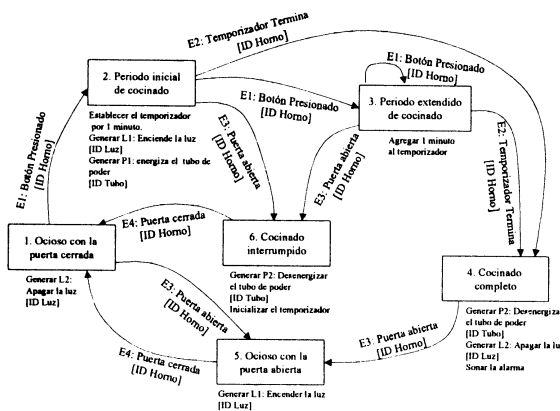 E2: Temporizador Termina
[ID Horno]
2. Periodo inicial
de cocinado
Establecer el temporizador
por 1 minuto.
Generar L1: Enciende la luz
[ID Luz]
Generar P1: energiza el tubo de
poder
[ID Tubo]
E1: Botón Presionado
[ID Horno]
E1: Botón Presionado
[ID Horno]
3. Periodo extendido
de cocinado
Agregar 1 minuto
al temporizador
E1: Botón Presionado
[ID Horno]
E3: Puerta abierta
[ID Horno]
E3: Puerta abierta
[ID Horno]
E2: Temporizador Termina
[ID Horno]
E4: Puerta cerrada
[ID Horno]
1. Ocioso con la
puerta cerrada
Generar L2:
Apagar la luz
[ID Luz]
6. Cocinado
interrumpido
Generar P2: Desenergizar
el tubo de poder
[ID Tubo]
Inicializar el temporizador
4. Cocinado
completo
Generar P2: Desenergiza
el tubo de poder
[ID Tubo]
Generar L2: Apagar la lu
[ID Luz]
Sonar la alarma
E3: Puerta abierta
[ID Horno]
E3: Puerta abierta
[ID Horno]
E4: Puerta cerrada
[ID Horno]
5. Ocioso con la
puerta abierta
Generar L1: Encender la luz
[ID Luz]